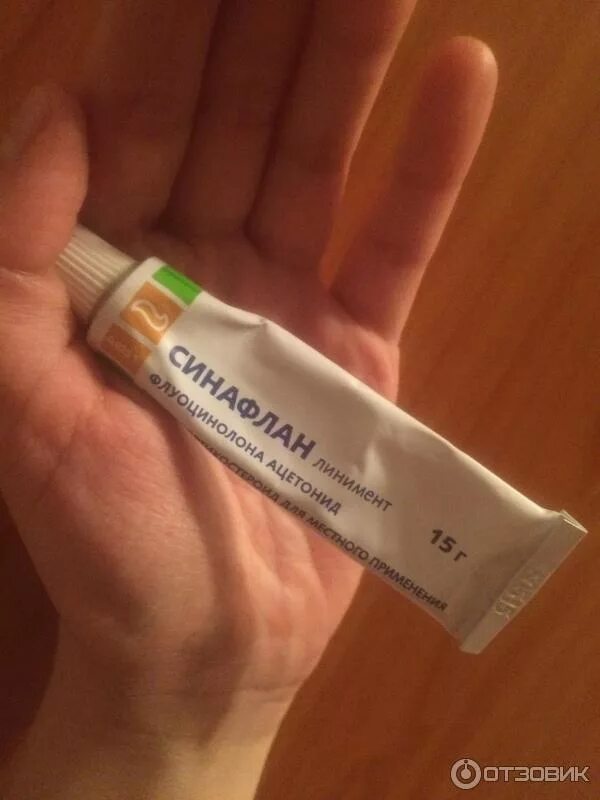 СИНАФЛАН ЛИНИМЕНТ
ФЛУОЦИНОЛОНА АЦЕТОНИД
ДЛЯ МЕСТНОГО ПРИМЕНЕНИЯ
15 г
ОТЗОВИК